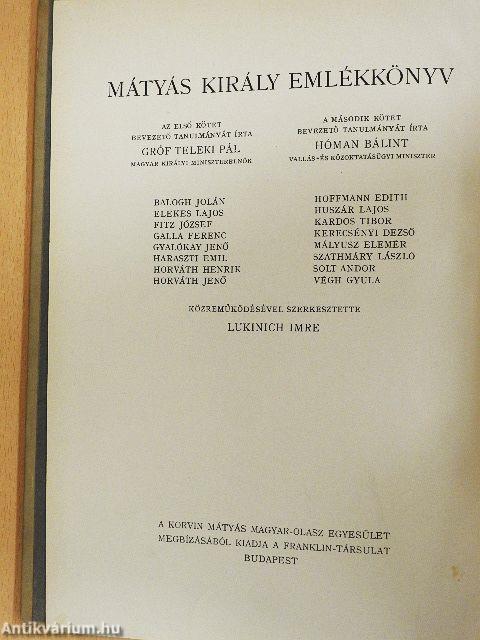 MÁTYÁS KIRÁLY EMLÉKKÖNYV
AZ ELSŐ KÖTET
BEVEZETŐ TANULMÁNYÁT ÍRTA
GRÓF TELEKI PÁL
MAGYAR KIRÁLYI MINISZTERELNÖK
A MÁSODIK KÖTET
BEVEZETŐ TANULMÁNYÁT ÍRTA
HÓMAN BÁLINT
VALLÁS- ÉS KÖZOKTATÁSÜGYI MINISZTER
BALOGH JOLÁN
ELEKES LAJOS
FITZ JÓZSEF
GALLA FERENC
GYALÓKAY JENŐ
HARASZTI EMIL
HORVÁTH HENRIK
HORVÁTH JENŐ
HOFFMANN EDITH
HUSZÁR LAJOS
KARDOS TIBOR
KERECSÉNYI DEZSŐ
MÁLYUSZ ELEMÉR
SZATHMÁRY LÁSZLÓ
SOLT ANDOR
VÉGH GYULA
KÖZREMŰKÖDÉSÉVEL SZERKESZTETTE
LUKINICH IMRE
A KORVIN MÁTYÁS MAGYAR-OLASZ EGYESÜLET
MEGBÍZÁSÁBÓL KIADJA A FRANKLIN-TÁRSULAT
BUDAPEST
Antikvárium.hu